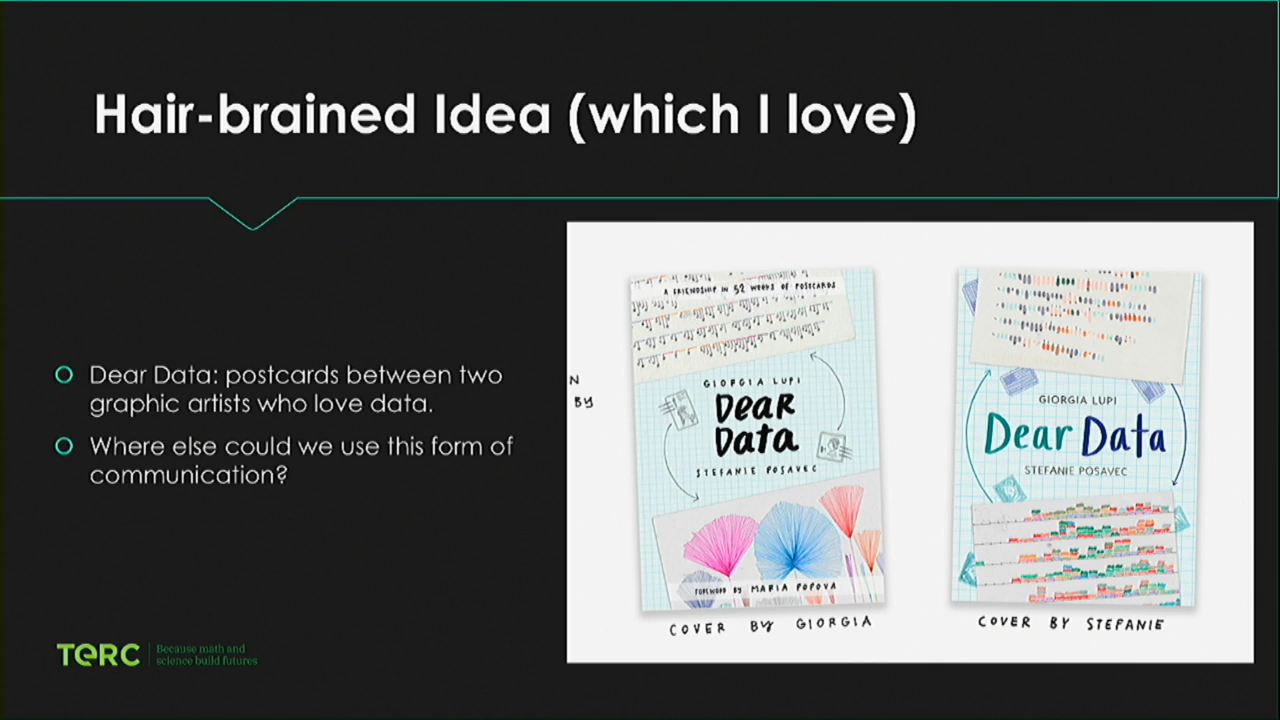 Hair-brained Idea (which I love)
Dear Data: postcards between two
graphic artists who love data.
Where else could we use this form of
communication?
N
BY
A FRIENDSHIP IN 52 WEEKS OF POSTCARDS
GIORGIA LUPI
DEAR
Data
STEFANIE POSAVEC
FOREWORD BY MARIA POPOVA
COVER BY GIORGIA
GIORGIA LUPI
Dear Data
STEFANIE POSAVEC
COVER BY STEFANIE
TERC
Because math and
science build futures